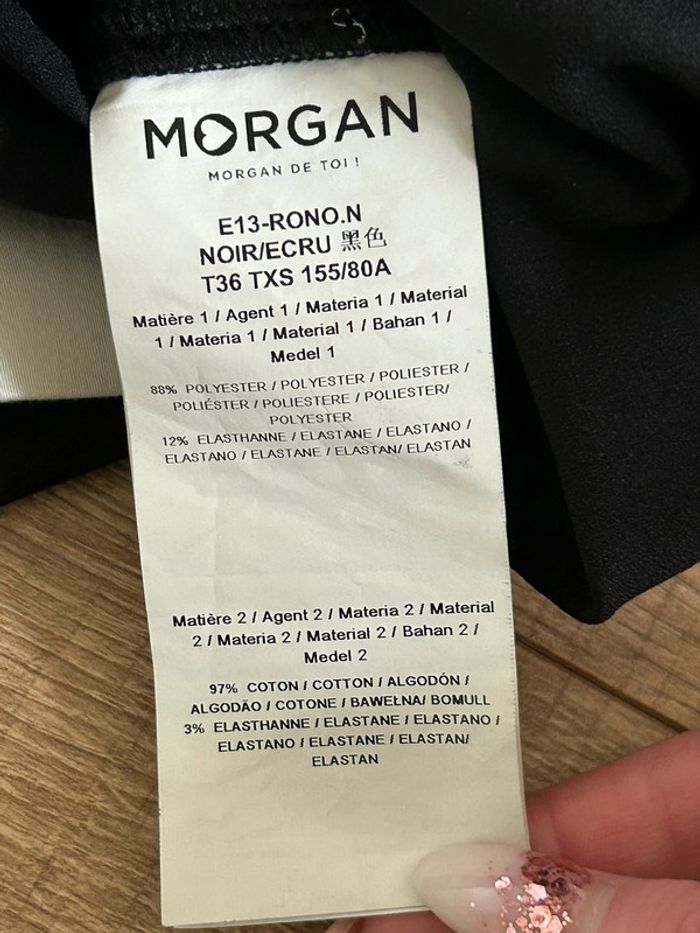 MORGAN
MORGAN DE TOI !
E13-RONO.N
NOIR/ECRU 黑色
T36 TXS 155/80A
Matière 1 / Agent 1 / Materia 1 / Material
1 / Materia 1 / Material 1 / Bahan 1 /
Medel 1
88% POLYESTER / POLYESTER / POLIESTER /
POLIÉSTER / POLIESTERE / POLIESTER/
POLYESTER
12% ELASTHANNE / ELASTANE / ELASTANO /
ELASTANO / ELASTANE / ELASTAN/ ELASTAN
Matière 2 / Agent 2 / Materia 2 / Material
2 / Materia 2 / Material 2 / Bahan 2 /
Medel 2
97% COTON / COTTON / ALGODÓN /
ALGODÃO / COTONE / BAWEŁNA/ BOMULL
3% ELASTHANNE / ELASTANE / ELASTANO /
ELASTANO / ELASTANE / ELASTAN/
ELASTAN